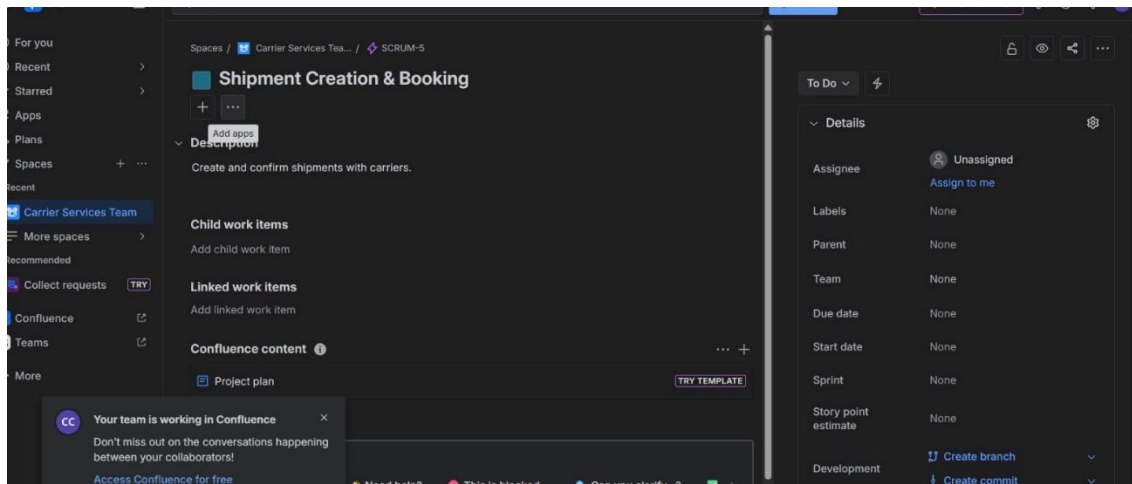 For you
Recent
Starred
Apps
Plans
Spaces
Recent
Carrier Services Team
More spaces
Recommended
Collect requests TRY
Confluence
Teams
More
Spaces / Carrier Services Tea... / SCRUM-5
Shipment Creation & Booking
Add apps
Description
Create and confirm shipments with carriers.
Child work items
Add child work item
Linked work items
Add linked work item
Confluence content
Project plan TRY TEMPLATE
CC
Your team is working in Confluence
Don't miss out on the conversations happening
between your collaborators!
Access Confluence for free
To Do
Details
Assignee Unassigned
Assign to me
Labels None
Parent None
Team None
Due date None
Start date None
Sprint None
Story point
estimate None
Development Create branch
Create commit